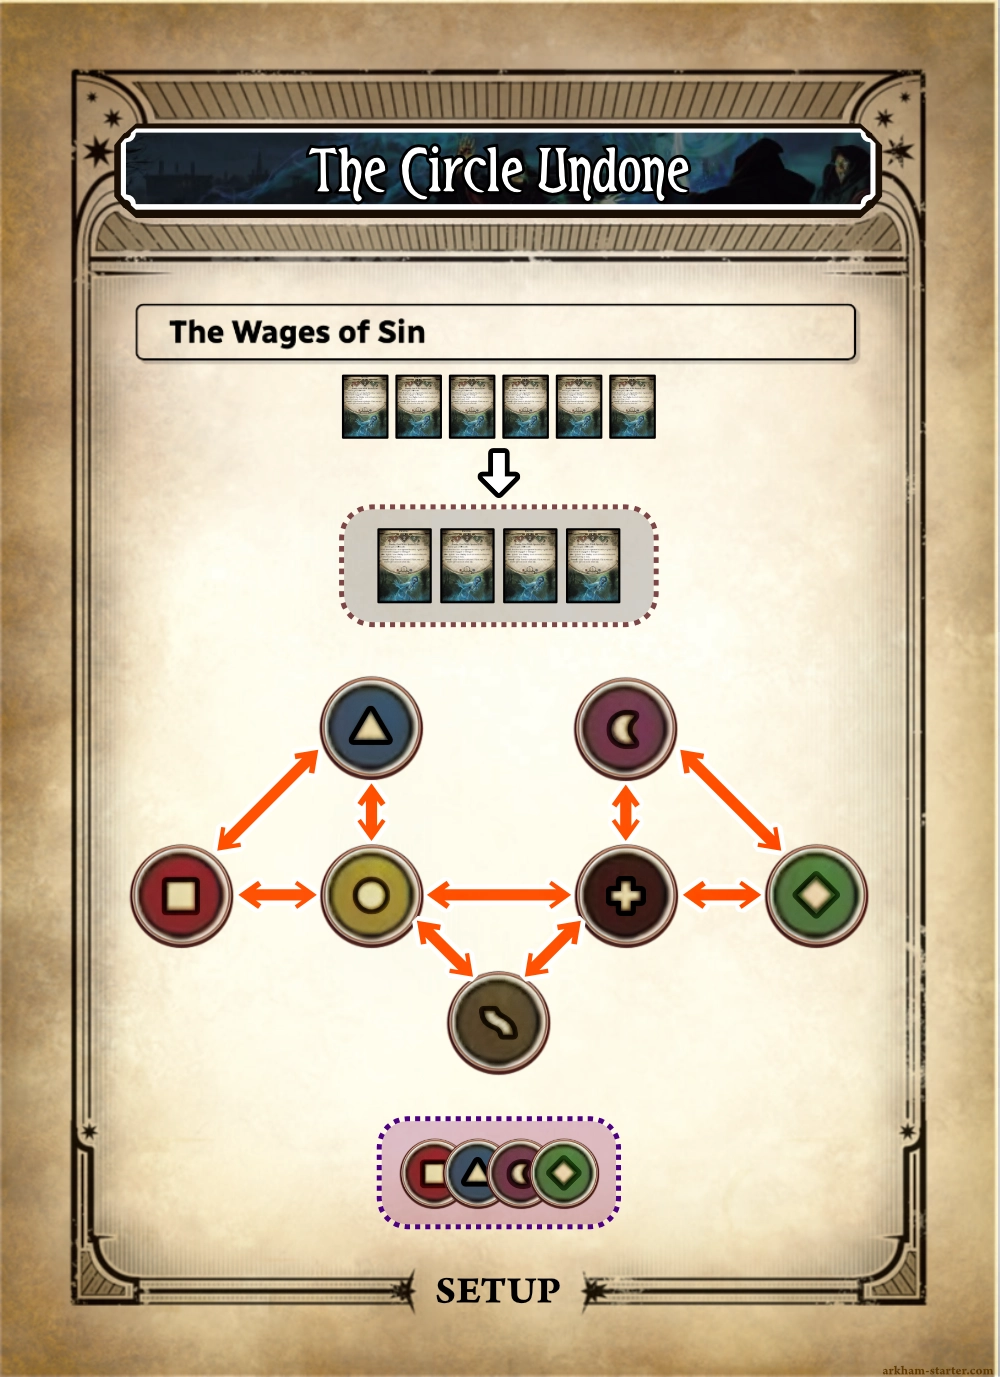 The Circle Undone
The Wages of Sin
SETUP
arkham-starter.com